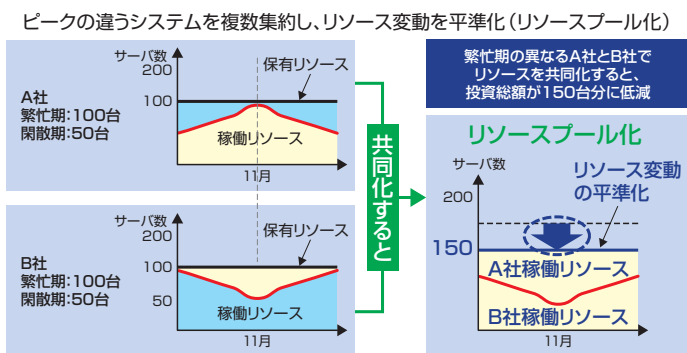 ピークの違うシステムを複数集約し、リソース変動を平準化（リソースプール化）
A社
繁忙期：100台
閑散期：50台
サーバ数
200
100
保有リソース
稼働リソース
11月
B社
繁忙期：100台
閑散期：50台
サーバ数
200
100
50
保有リソース
稼働リソース
11月
共同化すると
繁忙期の異なるA社とB社で
リソースを共同化すると、
投資総額が150台分に低減
リソースプール化
サーバ数
200
150
リソース変動
の平準化
A社稼働リソース
B社稼働リソース
11月